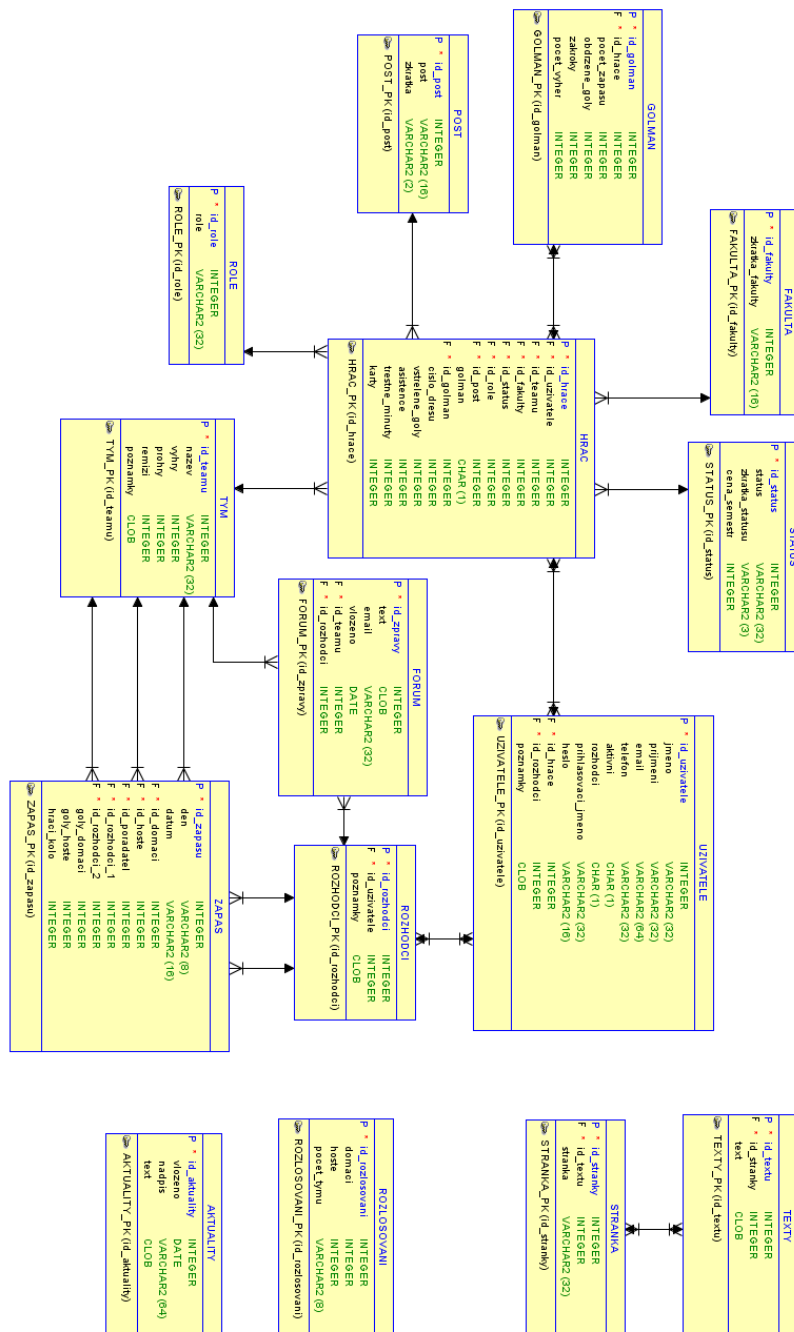 FAKULTA
P * id_fakulty INTEGER
zkratka_fakulty VARCHAR2 (16)
FAKULTA_PK (id_fakulty)
STATUS
P * id_status INTEGER
status VARCHAR2 (32)
zkratka_statusu VARCHAR2 (3)
cena_semestr INTEGER
STATUS_PK (id_status)
TEXTY
P * id_textu INTEGER
F * id_stranky INTEGER
text CLOB
TEXTY_PK (id_textu)
UZIVATELE
P * id_uzivatele INTEGER
jmeno VARCHAR2 (32)
prijmeni VARCHAR2 (32)
email VARCHAR2 (64)
telefon VARCHAR2 (32)
aktivni CHAR (1)
rozhodci CHAR (1)
prihlasovaci_jmeno VARCHAR2 (32)
heslo VARCHAR2 (16)
F * id_hrace INTEGER
F * id_rozhodci INTEGER
poznamky CLOB
UZIVATELE_PK (id_uzivatele)
GOLMAN
P * id_golman INTEGER
F * id_hrace INTEGER
pocet_zapasu INTEGER
obdrzene_goly INTEGER
zakroky INTEGER
pocet_vyher INTEGER
GOLMAN_PK (id_golman)
STRANKA
P * id_stranky INTEGER
F * id_textu INTEGER
stranka VARCHAR2 (32)
STRANKA_PK (id_stranky)
HRAC
P * id_hrace INTEGER
F * id_uzivatele INTEGER
F * id_teamu INTEGER
F * id_fakulty INTEGER
F * id_status INTEGER
F * id_role INTEGER
F * id_post INTEGER
golman CHAR (1)
F * id_golman INTEGER
cislo_dresu INTEGER
vstrelene_goly INTEGER
asistence INTEGER
trestne_minuty INTEGER
karty INTEGER
HRAC_PK (id_hrace)
POST
P * id_post INTEGER
post VARCHAR2 (16)
zkratka VARCHAR2 (2)
POST_PK (id_post)
FORUM
P * id_zpravy INTEGER
text CLOB
email VARCHAR2 (32)
vlozeno DATE
F * id_teamu INTEGER
F * id_rozhodci INTEGER
FORUM_PK (id_zpravy)
ROZHODCI
P * id_rozhodci INTEGER
F * id_uzivatele INTEGER
poznamky CLOB
ROZHODCI_PK (id_rozhodci)
ROZLOSOVANI
P * id_rozlosovani INTEGER
domaci INTEGER
hoste INTEGER
pocet_tymu VARCHAR2 (8)
ROZLOSOVANI_PK (id_rozlosovani)
ROLE
P * id_role INTEGER
role VARCHAR2 (32)
ROLE_PK (id_role)
TYM
P * id_teamu INTEGER
nazev VARCHAR2 (32)
vyhry INTEGER
prohry INTEGER
remizi INTEGER
poznamky CLOB
TYM_PK (id_teamu)
ZAPAS
P * id_zapasu INTEGER
den VARCHAR2 (8)
datum VARCHAR2 (16)
F * id_domaci INTEGER
F * id_hoste INTEGER
F * id_poradatel INTEGER
F * id_rozhodci_1 INTEGER
F * id_rozhodci_2 INTEGER
goly_domaci INTEGER
goly_hoste INTEGER
hraci_kolo INTEGER
ZAPAS_PK (id_zapasu)
AKTUALITY
P * id_aktuality INTEGER
vlozeno DATE
nadpis VARCHAR2 (64)
text CLOB
AKTUALITY_PK (id_aktuality)